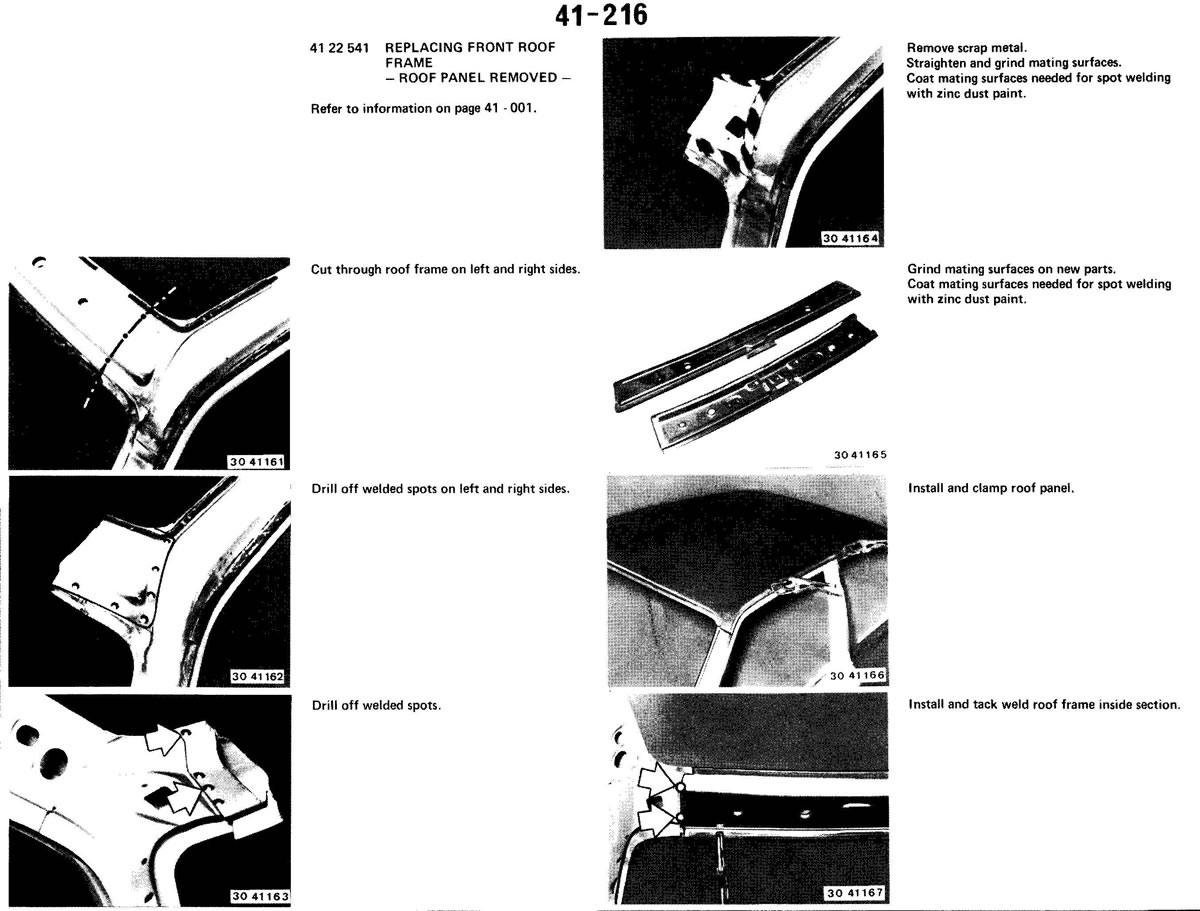 41-216
41 22 541 REPLACING FRONT ROOF
FRAME
– ROOF PANEL REMOVED –
Refer to information on page 41 - 001.
Cut through roof frame on left and right sides.
30 41161
Drill off welded spots on left and right sides.
30 41162
Drill off welded spots.
30 41163
Remove scrap metal.
Straighten and grind mating surfaces.
Coat mating surfaces needed for spot welding
with zinc dust paint.
30 41164
Grind mating surfaces on new parts.
Coat mating surfaces needed for spot welding
with zinc dust paint.
30 41165
Install and clamp roof panel.
30 41166
Install and tack weld roof frame inside section.
30 41167